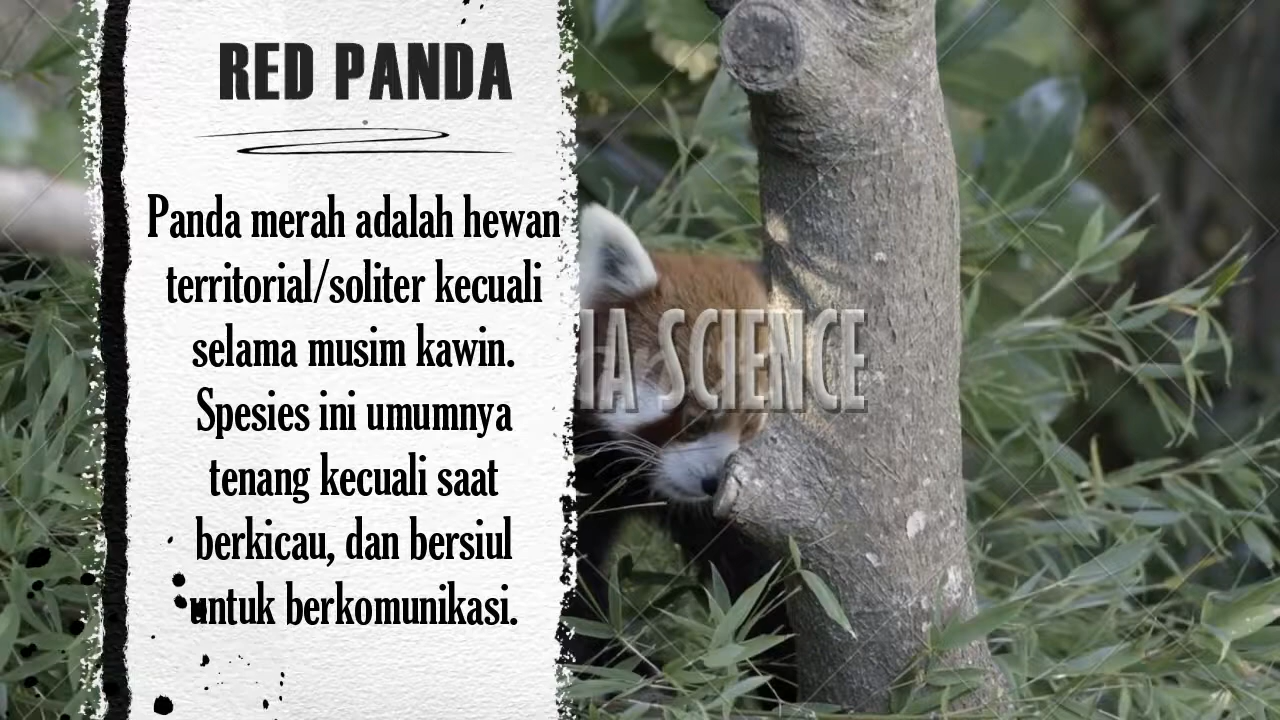 RED PANDA
Panda merah adalah hewan
territorial/soliter kecuali
selama musim kawin.
Spesies ini umumnya
tenang kecuali saat
berkicau, dan bersiul
untuk berkomunikasi.
IA SCIENCE